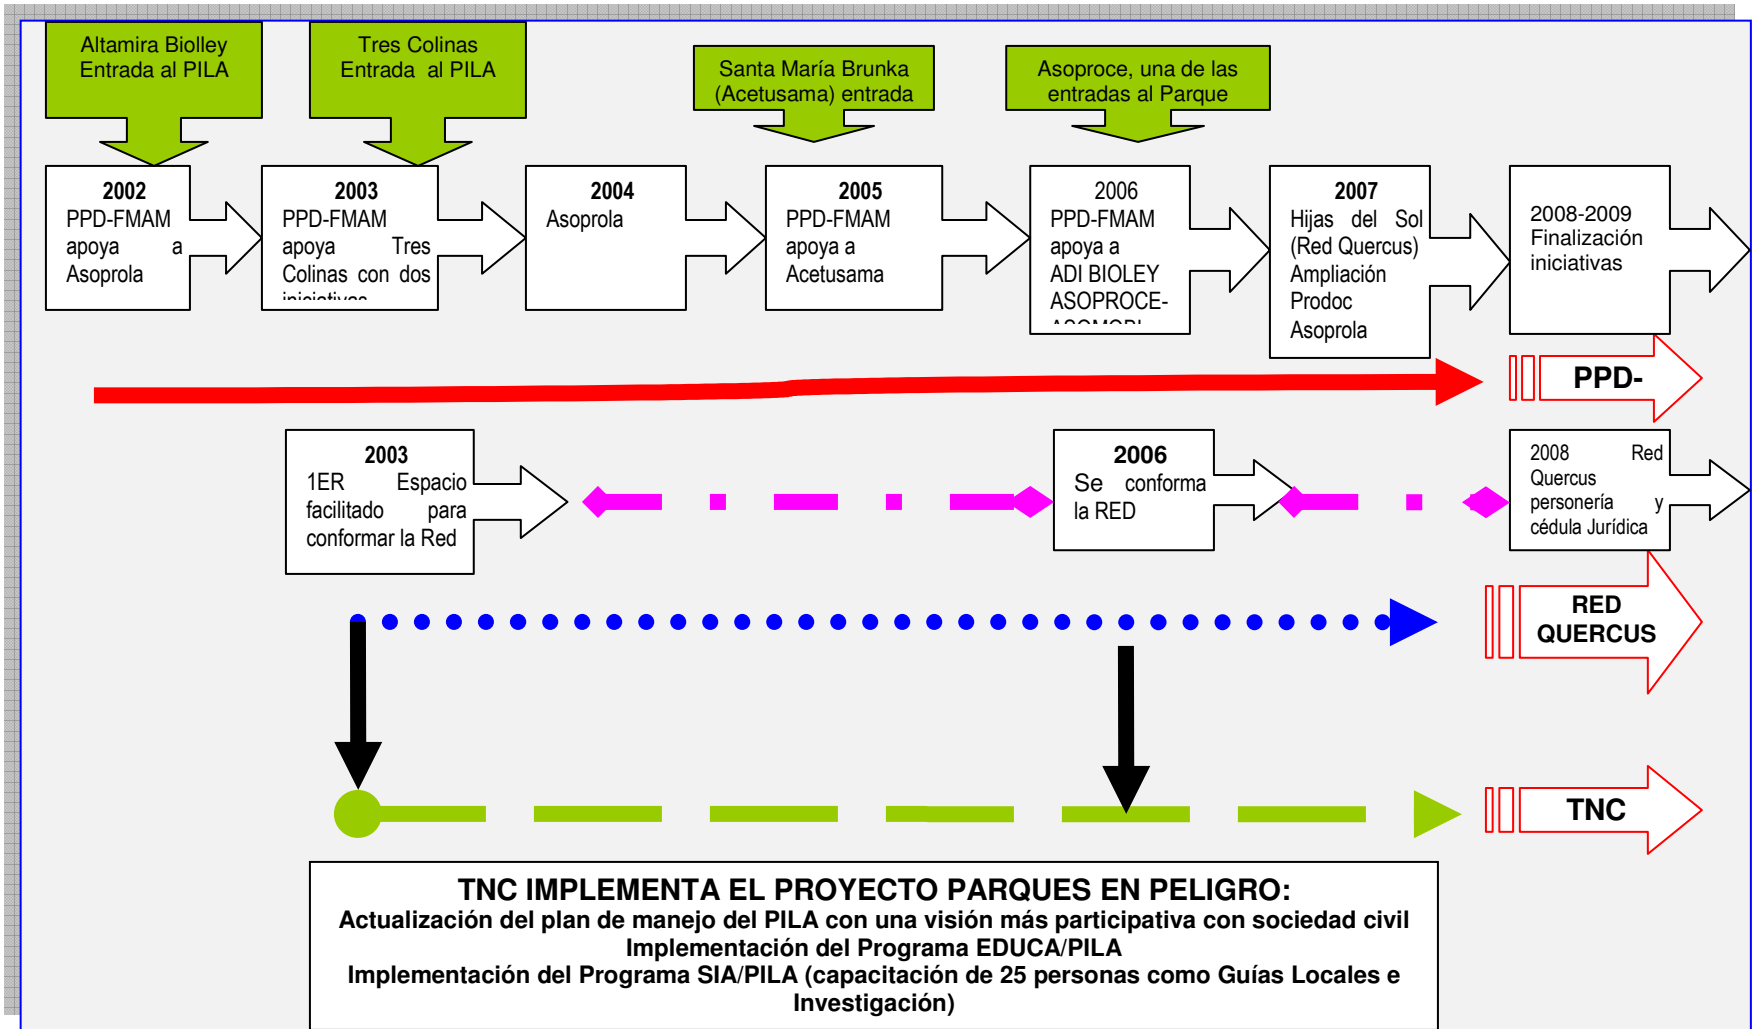 Altamira Biolley
Entrada al PILA
Tres Colinas
Entrada al PILA
Santa María Brunka
(Acetusama) entrada
Asoproce, una de las
entradas al Parque
2002
PPD-FMAM
apoya a
Asoprola
2003
PPD-FMAM
apoya Tres
Colinas con dos
iniciativas
2004
Asoprola
2005
PPD-FMAM
apoya a
Acetusama
2006
PPD-FMAM
apoya a
ADI BIOLEY
ASOPROCE-
ASOMOBI
2007
Hijas del Sol
(Red Quercus)
Ampliación
Prodoc
Asoprola
2008-2009
Finalización
iniciativas
PPD-
2003
1ER Espacio
facilitado para
conformar la Red
2006
Se conforma
la RED
2008 Red
Quercus
personería y
cédula Jurídica
RED
QUERCUS
TNC
TNC IMPLEMENTA EL PROYECTO PARQUES EN PELIGRO:
Actualización del plan de manejo del PILA con una visión más participativa con sociedad civil
Implementación del Programa EDUCA/PILA
Implementación del Programa SIA/PILA (capacitación de 25 personas como Guías Locales e
Investigación)